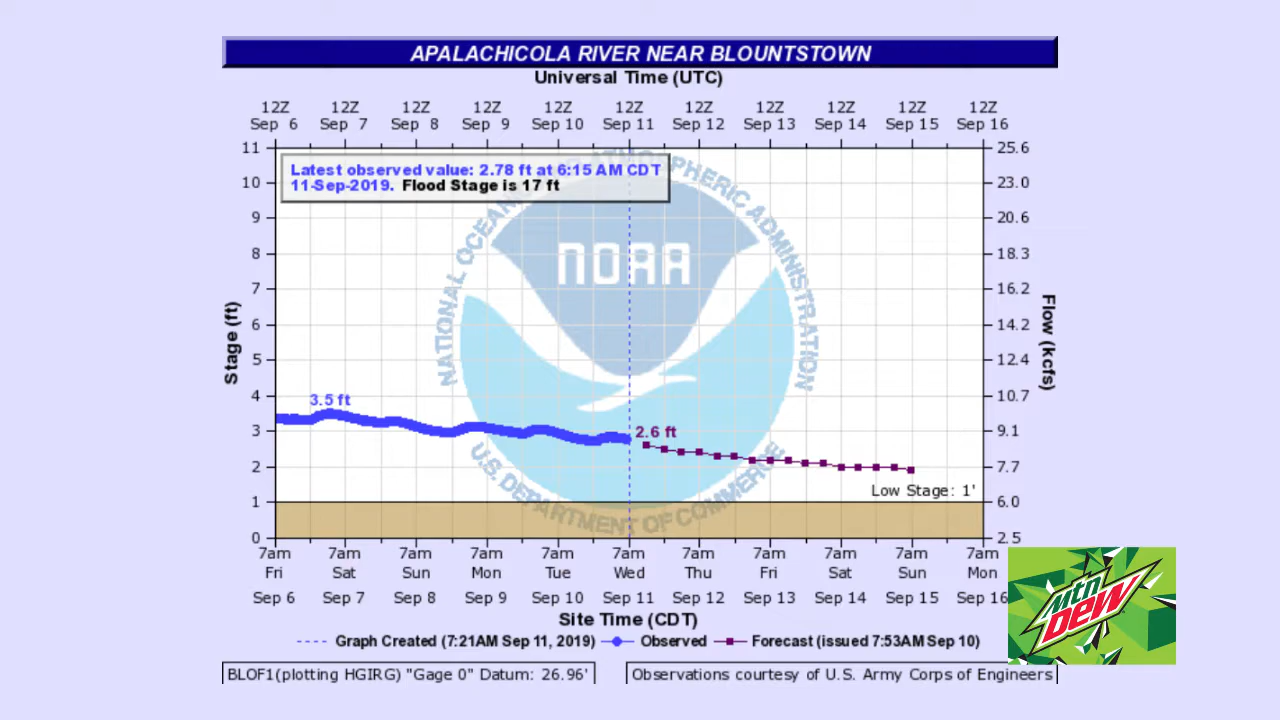 APALACHICOLA RIVER NEAR BLOUNTSTOWN
Universal Time (UTC)
12Z 12Z 12Z 12Z 12Z 12Z 12Z 12Z 12Z 12Z 12Z
Sep 6 Sep 7 Sep 8 Sep 9 Sep 10 Sep 11 Sep 12 Sep 13 Sep 14 Sep 15 Sep 16
Latest observed value: 2.78 ft at 6:15 AM CDT
11-Sep-2019. Flood Stage is 17 ft
11 25.6
10 23.0
9 20.6
8 18.3
7 16.2
6 14.2
5 12.4
4 10.7
3 9.1
2 7.7
1 6.0
0 2.5
Stage (ft)
Flow (kcfs)
NATIONAL OCEANIC AND ATMOSPHERIC ADMINISTRATION
NOAA
U.S. DEPARTMENT OF COMMERCE
3.5 ft
2.6 ft
Low Stage: 1'
7am 7am 7am 7am 7am 7am 7am 7am 7am 7am 7am
Fri Sat Sun Mon Tue Wed Thu Fri Sat Sun Mon
Sep 6 Sep 7 Sep 8 Sep 9 Sep 10 Sep 11 Sep 12 Sep 13 Sep 14 Sep 15 Sep 16
Site Time (CDT)
Graph Created (7:21AM Sep 11, 2019) Observed Forecast (issued 7:53AM Sep 10)
BLOF1(plotting HGIRG) "Gage 0" Datum: 26.96'
Observations courtesy of U.S. Army Corps of Engineers
Mtn
DEW